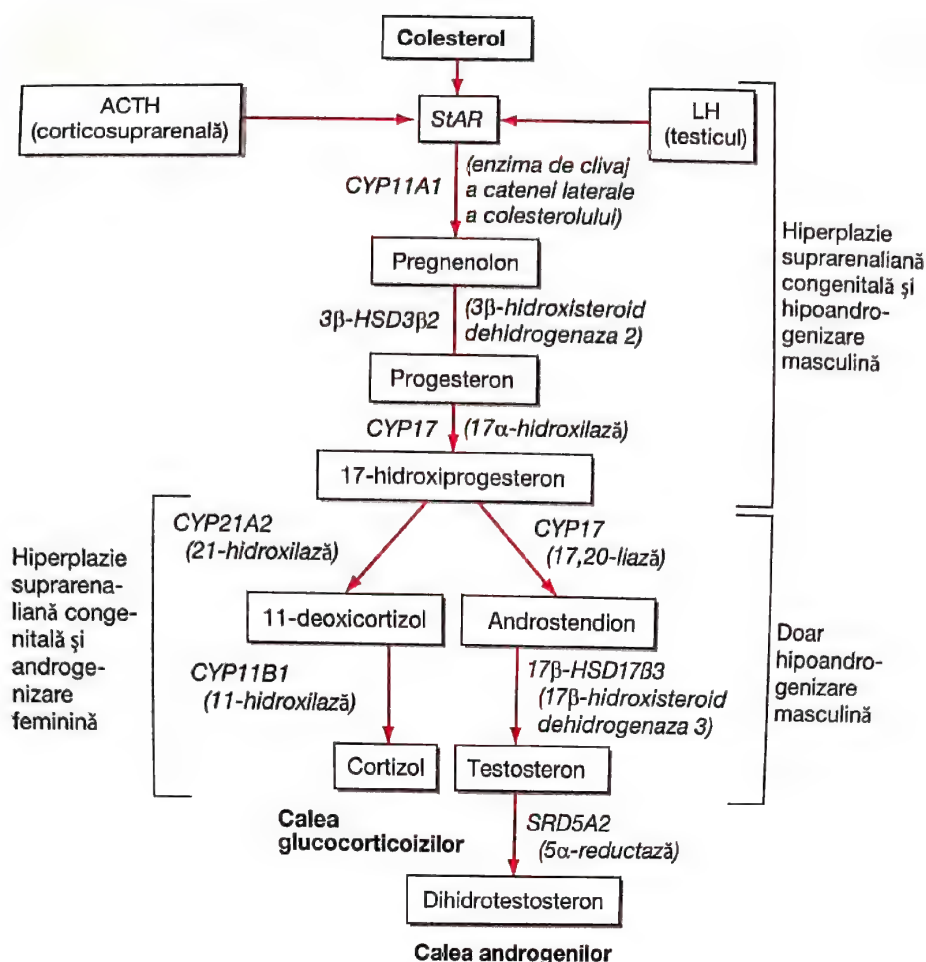 Colesterol
ACTH
(corticosuprarenală)
StAR
LH
(testicul)
CYP11A1
(enzima de clivaj
a catenel laterale
a colesterolului)
Pregnenolon
3β-HSD3β2
(3β-hidroxisteroid
dehidrogenaza 2)
Progesteron
CYP17
(17α-hidroxilază)
17-hidroxiprogesteron
Hiperplazie
suprarenaliană
congenitală și
hipoandro-
genizare
masculină
CYP21A2
(21-hidroxilază)
CYP17
(17,20-liază)
Hiperplazie
suprarena-
liană conge-
nitală și
androge-
nizare
feminină
11-deoxicortizol
Androstendion
CYP11B1
(11-hidroxilază)
17β-HSD17β3
(17β-hidroxisteroid
dehidrogenaza 3)
Doar
hipoandro-
genizare
masculină
Cortizol
Testosteron
Calea
glucocorticoizilor
SRD5A2
(5α-reductază)
Dihidrotestosteron
Calea androgenilor